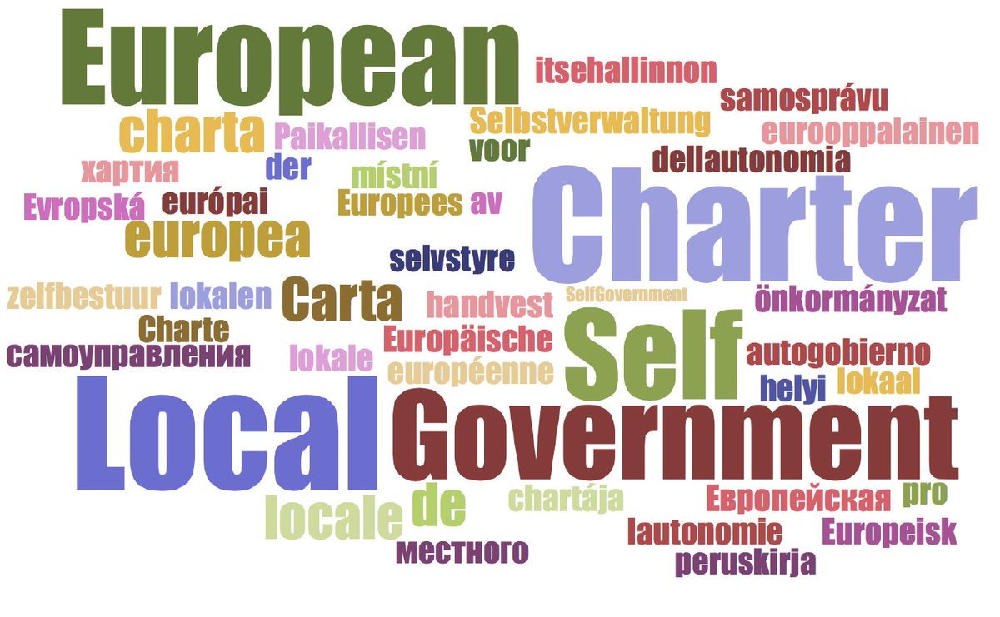 European
itsehallinnon
samosprávu
charta
Paikallisen
Selbstverwaltung
eurooppalainen
voor
хартия
der
místní
dellautonomia
Evropská
európai
Europees
av
Charter
europea
selvstyre
zelfbestuur
lokalen
Carta
handvest
SelfGovernment
önkormányzat
Charte
Europäische
Self
самоуправления
lokale
européenne
autogobierno
helyi
lokaal
Local
Government
locale
de
chartája
Европейская
pro
lautonomie
Europeisk
местного
peruskirja